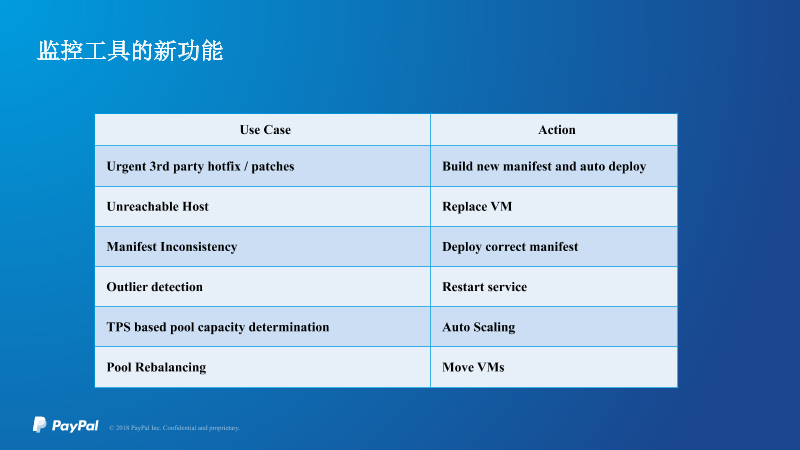 监控工具的新功能
Use Case Action
Urgent 3rd party hotfix / patches Build new manifest and auto deploy
Unreachable Host Replace VM
Manifest Inconsistency Deploy correct manifest
Outlier detection Restart service
TPS based pool capacity determination Auto Scaling
Pool Rebalancing Move VMs
PayPal © 2018 PayPal Inc. Confidential and proprietary.